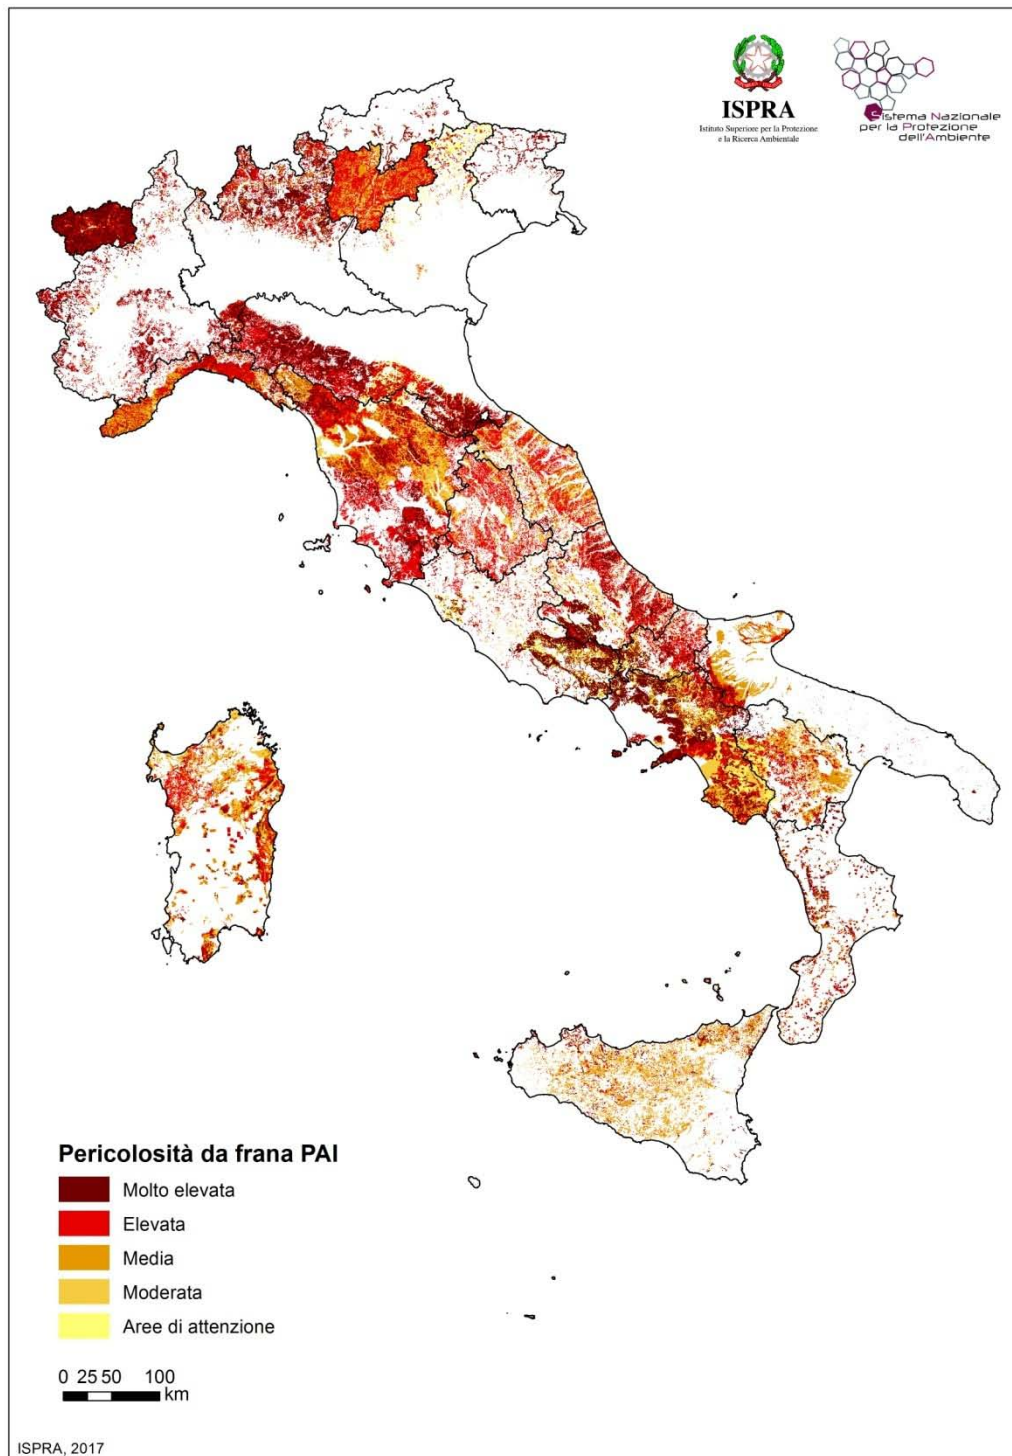 ISPRA
Istituto Superiore per la Protezione
e la Ricerca Ambientale
Sistema Nazionale
per la Protezione
dell'Ambiente
Pericolosità da frana PAI
Molto elevata
Elevata
Media
Moderata
Aree di attenzione
0 25 50 100
km
ISPRA, 2017